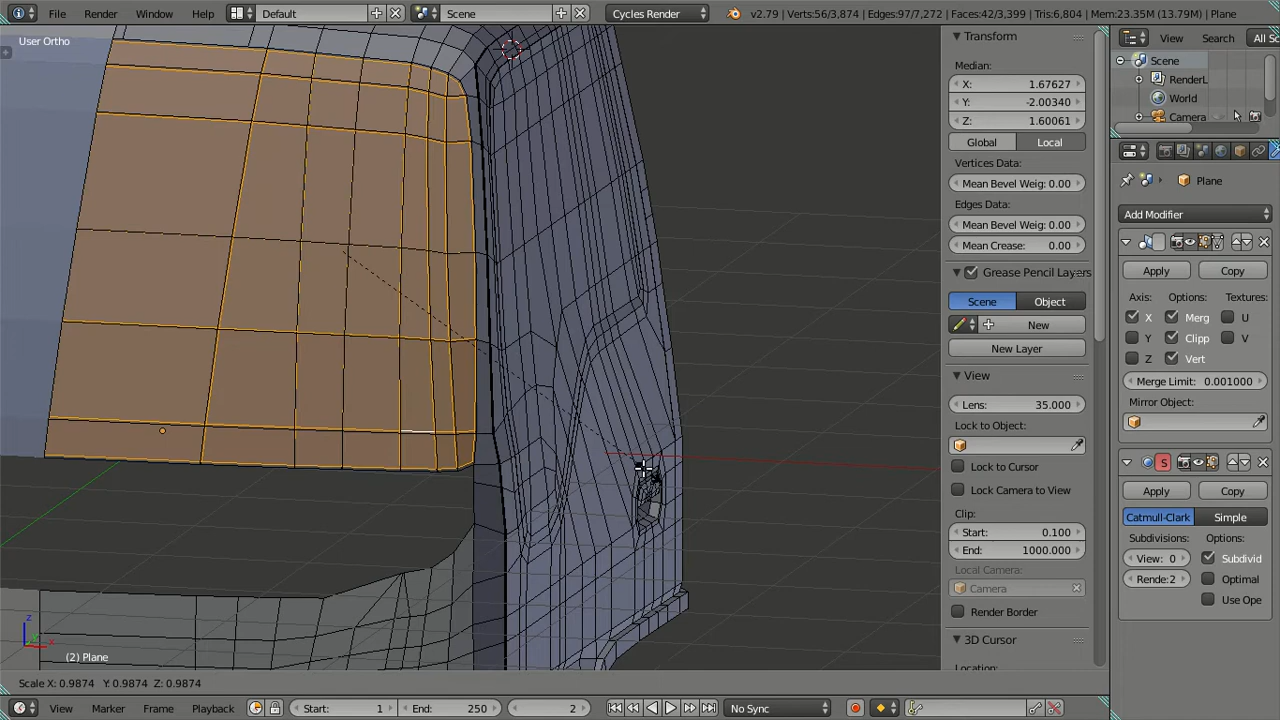 File Render Window Help Default Scene Cycles Render v2.79 | Verts:56/3,874 | Edges:97/7,272 | Faces:42/3,399 | Tris:6,804 | Mem:23.35M (13.79M) | Plane
User Ortho
Transform
Median:
X: 1.67627
Y: -2.00340
Z: 1.60061
Global Local
Vertices Data:
Mean Bevel Weig: 0.00
Edges Data:
Mean Bevel Weig: 0.00
Mean Crease: 0.00
Grease Pencil Layers
Scene Object
New
New Layer
View
Lens: 35.000
Lock to Object:
Lock to Cursor
Lock Camera to View
Clip:
Start: 0.100
End: 1000.000
Local Camera:
Camera
Render Border
3D Cursor
Location:
View Search All Sc
Scene
RenderL
World
Camera
Plane
Add Modifier
Apply Copy
Axis: Options: Textures:
X Merg U
Y Clipp V
Z Vert
Merge Limit: 0.001000
Mirror Object:
S
Apply Copy
Catmull-Clark Simple
Subdivisions: Options:
View: 0 Subdivid
Rende: 2 Optimal
Use Ope
z
y
x
(2) Plane
Scale X: 0.9874 Y: 0.9874 Z: 0.9874
View Marker Frame Playback Start: 1 End: 250 2 No Sync